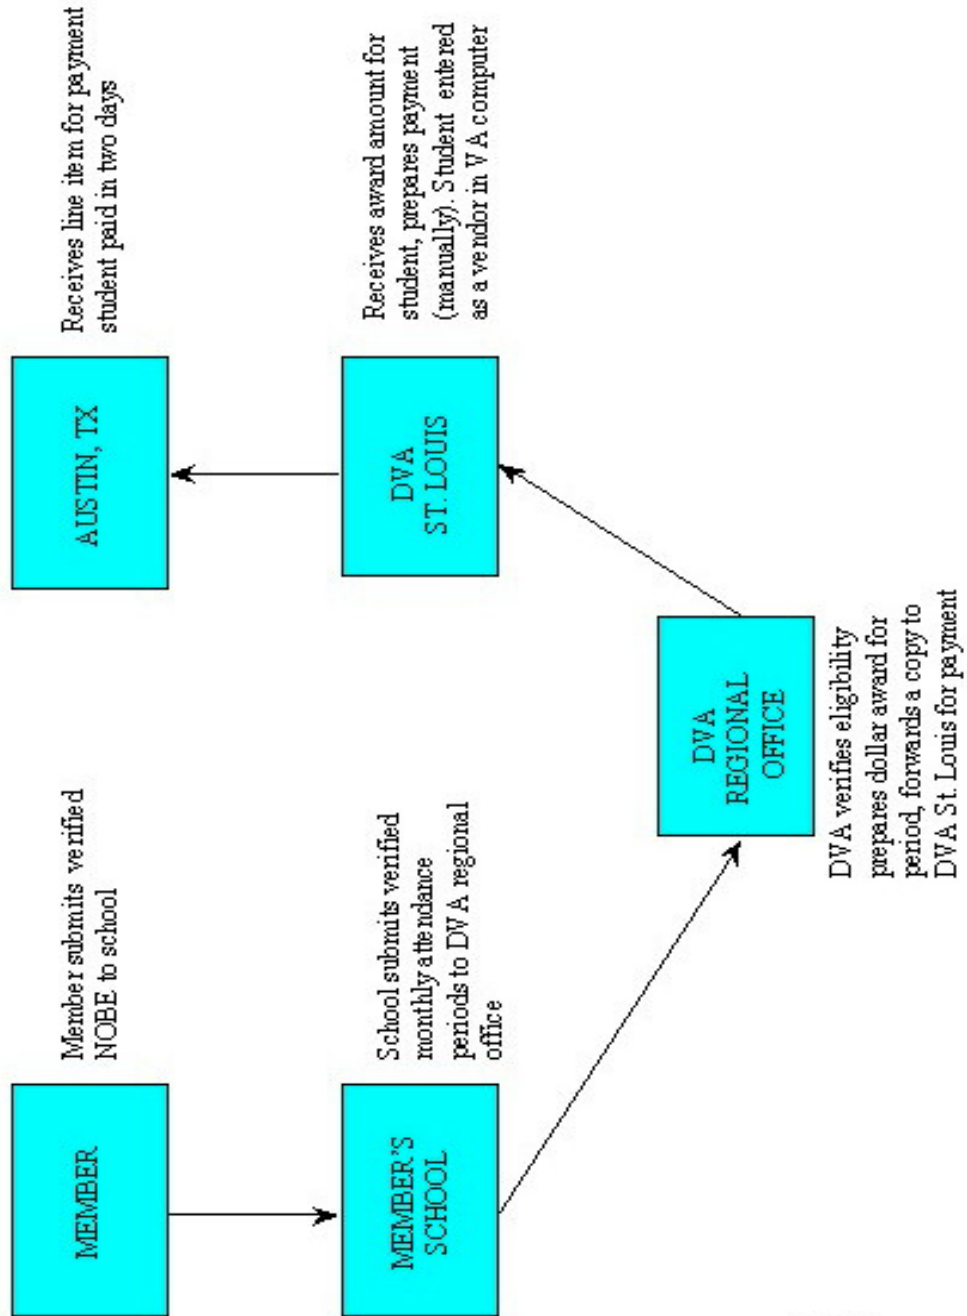 MEMBER
Member submits verified
NOBE to school
MEMBER'S
SCHOOL
School submits verified
monthly attendance
periods to DVA regional
office
DVA
REGIONAL
OFFICE
DVA verifies eligibility
prepares dollar award for
period, forwards a copy to
DVA St. Louis for payment
DVA
ST. LOUIS
Receives award amount for
student, prepares payment
(manually). Student entered
as a vendor in VA computer
AUSTIN, TX
Receives line item for payment
student paid in two days